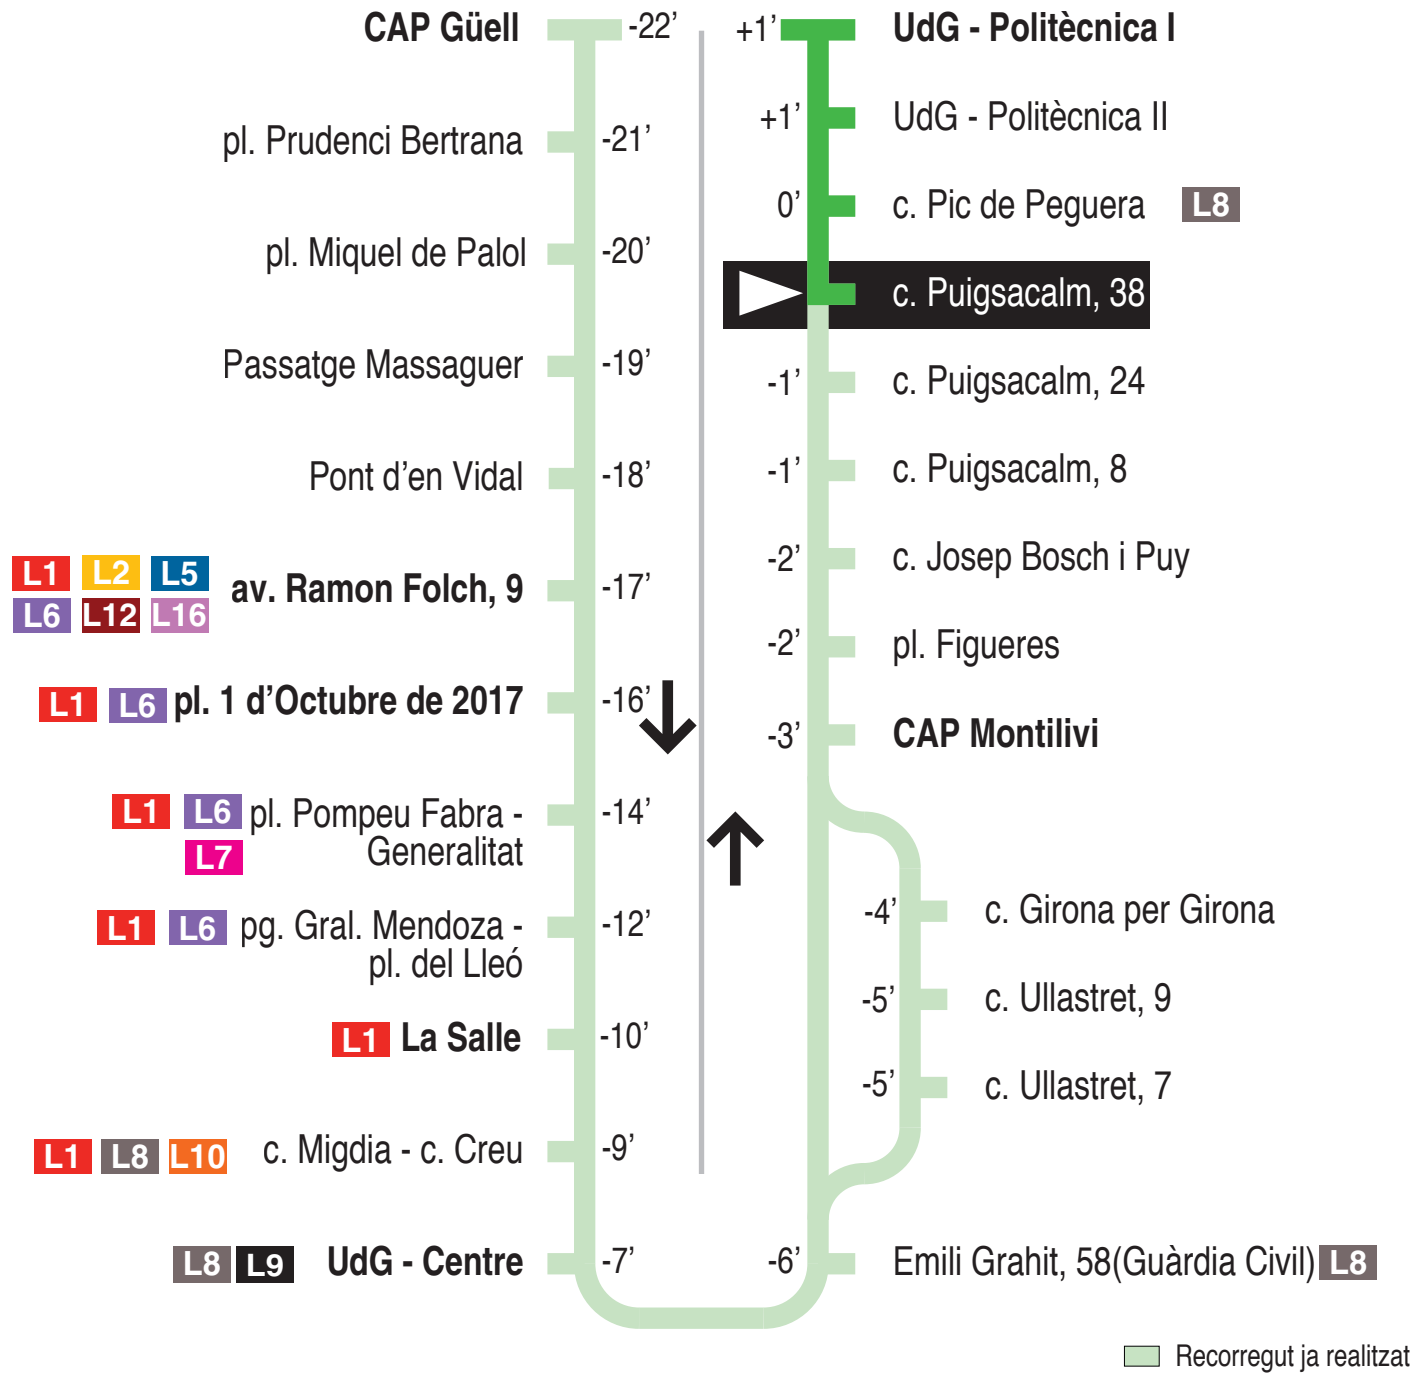 CAP Güell -22’
pl. Prudenci Bertrana -21’
pl. Miquel de Palol -20’
Passatge Massaguer -19’
Pont d’en Vidal -18’
L1 L2 L5
L6 L12 L16
av. Ramon Folch, 9 -17’
L1 L6 pl. 1 d’Octubre de 2017 -16’
L1 L6 pl. Pompeu Fabra - -14’
L7 Generalitat
L1 L6 pg. Gral. Mendoza - -12’
pl. del Lleó
L1 La Salle -10’
L1 L8 L10 c. Migdia - c. Creu -9’
L8 L9 UdG - Centre -7’
+1’ UdG - Politècnica I
+1’ UdG - Politècnica II
0’ c. Pic de Peguera L8
c. Puigsacalm, 38
-1’ c. Puigsacalm, 24
-1’ c. Puigsacalm, 8
-2’ c. Josep Bosch i Puy
-2’ pl. Figueres
-3’ CAP Montilivi
-4’ c. Girona per Girona
-5’ c. Ullastret, 9
-5’ c. Ullastret, 7
-6’ Emili Grahit, 58(Guàrdia Civil) L8
Recorregut ja realitzat